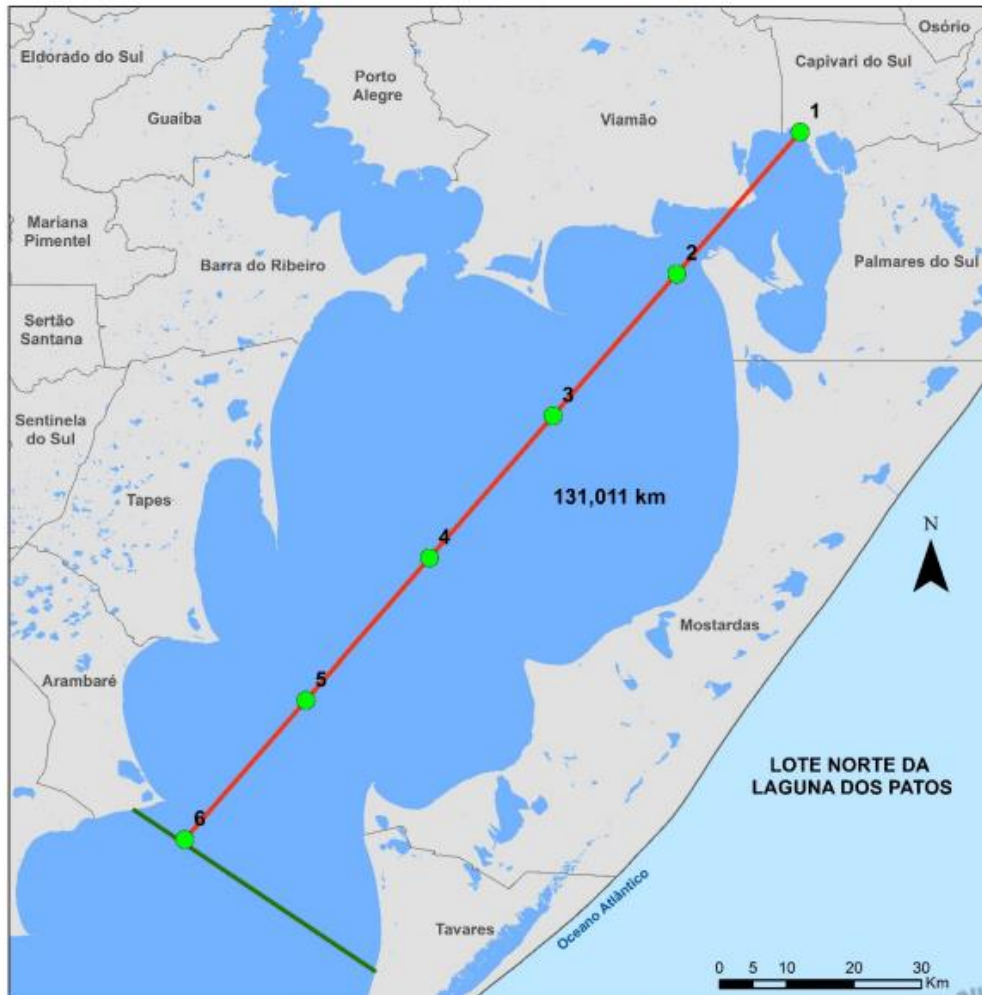 Osório
Eldorado do Sul
Capivari do Sul
Porto
Alegre
Guaíba
Viamão
1
Mariana
Pimentel
Barra do Ribeiro
2
Palmares do Sul
Sertão
Santana
3
Sentinela
do Sul
Tapes
131,011 km
N
4
Mostardas
Arambaré
5
LOTE NORTE DA
LAGUNA DOS PATOS
6
Oceano Atlântico
Tavares
0 5 10 20 30
Km